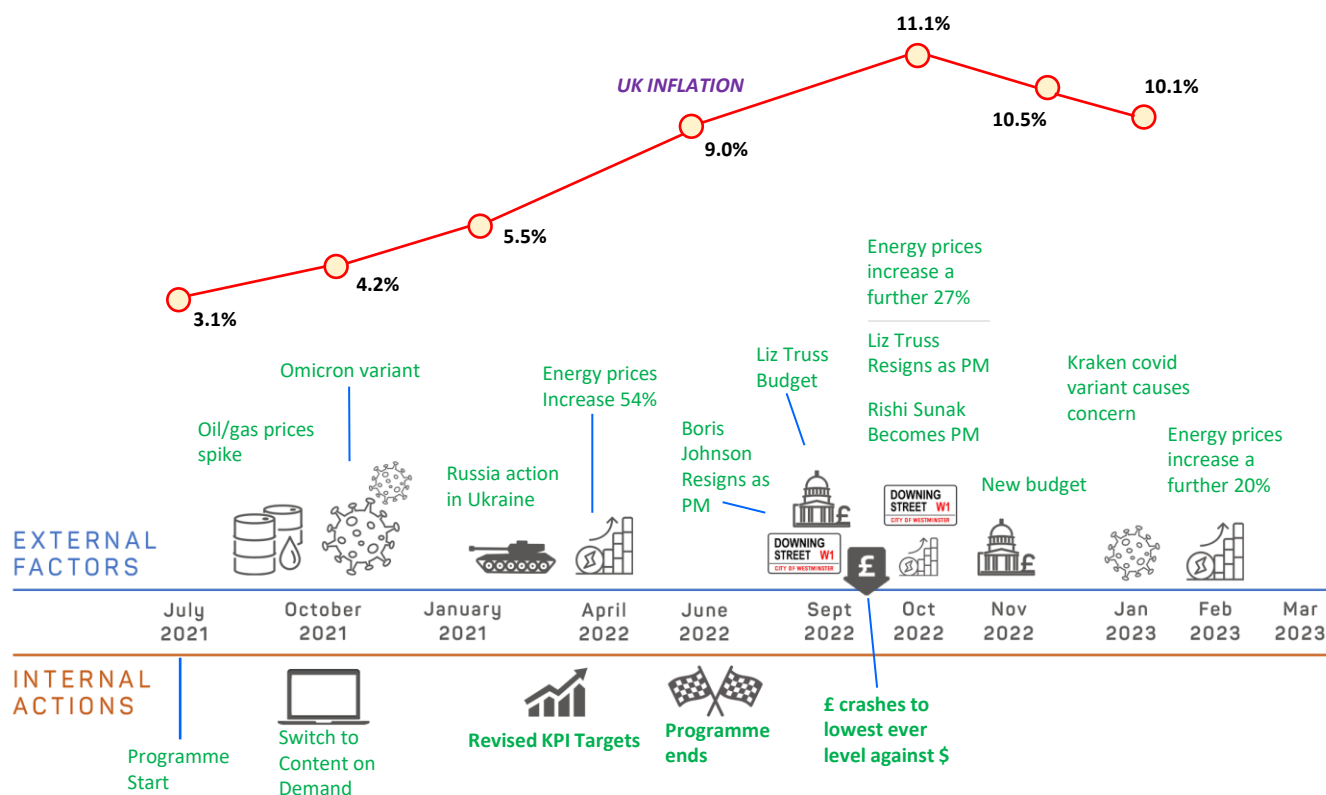 11.1%
UK INFLATION
10.1%
10.5%
9.0%
5.5%
4.2%
3.1%
Energy prices
increase a
further 27%
Liz Truss
Resigns as PM
Rishi Sunak
Becomes PM
Liz Truss
Budget
Kraken covid
variant causes
concern
Omicron variant
Energy prices
Increase 54%
Oil/gas prices
spike
Boris
Johnson
Resigns as
PM
Russia action
in Ukraine
Energy prices
increase a
further 20%
New budget
DOWNING
STREET W1
CITY OF WESTMINSTER
£
DOWNING
STREET W1
CITY OF WESTMINSTER
£
£
EXTERNAL
FACTORS
July
2021
October
2021
January
2021
April
2022
June
2022
Sept
2022
Oct
2022
Nov
2022
Jan
2023
Feb
2023
Mar
2023
INTERNAL
ACTIONS
Programme
Start
Switch to
Content on
Demand
Revised KPI Targets
Programme
ends
£ crashes to
lowest ever
level against $